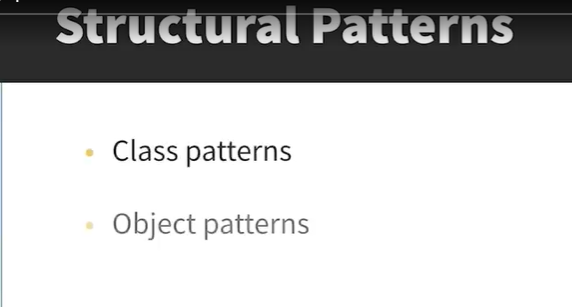 Structural Patterns
Class patterns
Object patterns